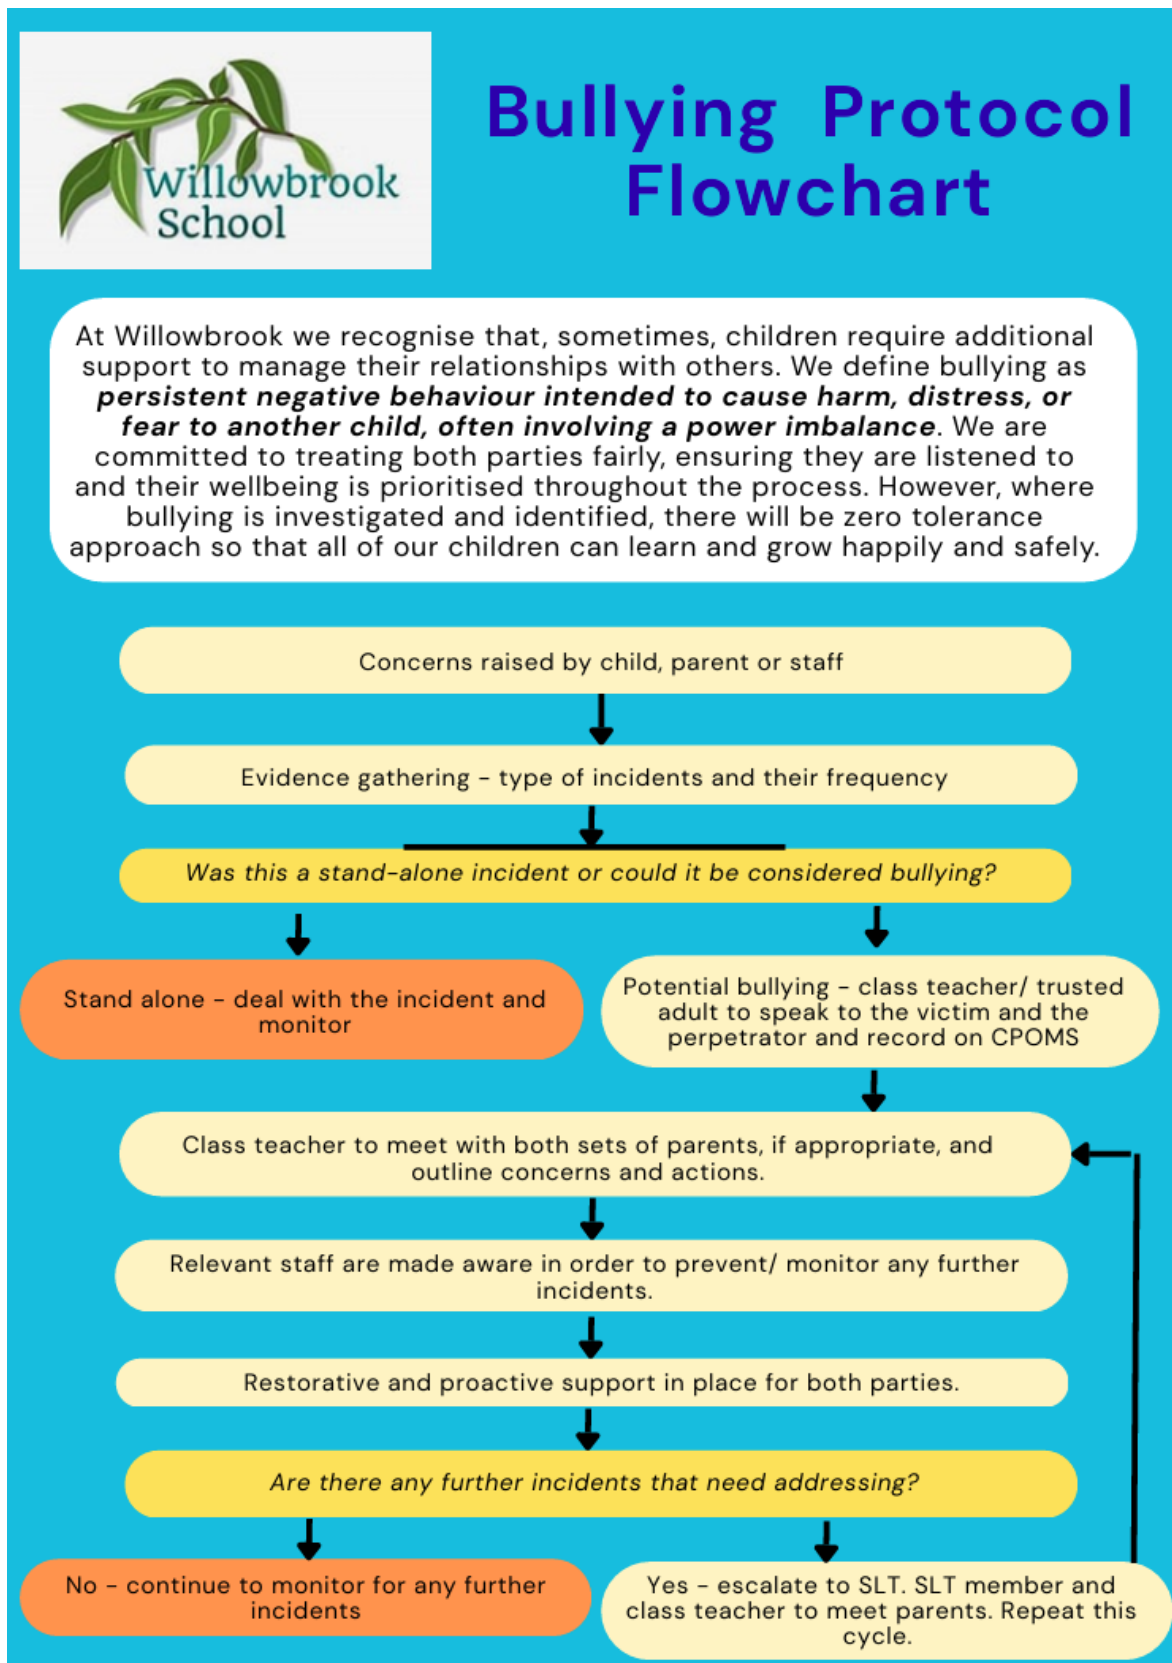 Willowbrook
School
Bullying Protocol
Flowchart
At Willowbrook we recognise that, sometimes, children require additional
support to manage their relationships with others. We define bullying as
persistent negative behaviour intended to cause harm, distress, or
fear to another child, often involving a power imbalance. We are
committed to treating both parties fairly, ensuring they are listened to
and their wellbeing is prioritised throughout the process. However, where
bullying is investigated and identified, there will be zero tolerance
approach so that all of our children can learn and grow happily and safely.
Concerns raised by child, parent or staff
Evidence gathering - type of incidents and their frequency
Was this a stand-alone incident or could it be considered bullying?
Stand alone - deal with the incident and
monitor
Potential bullying - class teacher/ trusted
adult to speak to the victim and the
perpetrator and record on CPOMS
Class teacher to meet with both sets of parents, if appropriate, and
outline concerns and actions.
Relevant staff are made aware in order to prevent/ monitor any further
incidents.
Restorative and proactive support in place for both parties.
Are there any further incidents that need addressing?
No - continue to monitor for any further
incidents
Yes - escalate to SLT. SLT member and
class teacher to meet parents. Repeat this
cycle.